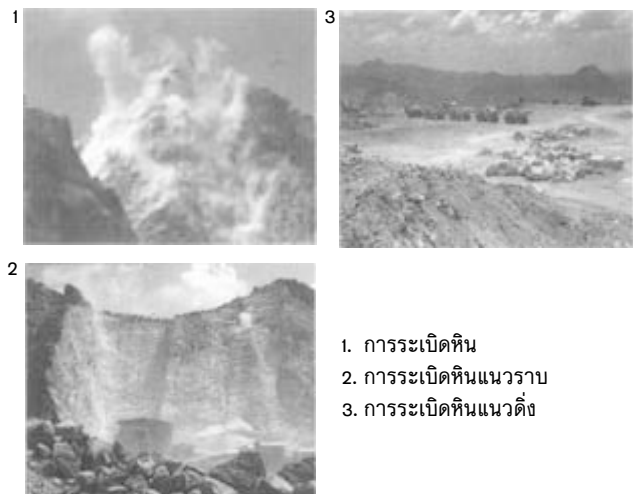 1
3
2
1. การระเบิดหิน
2. การระเบิดหินแนวราบ
3. การระเบิดหินแนวดิ่ง